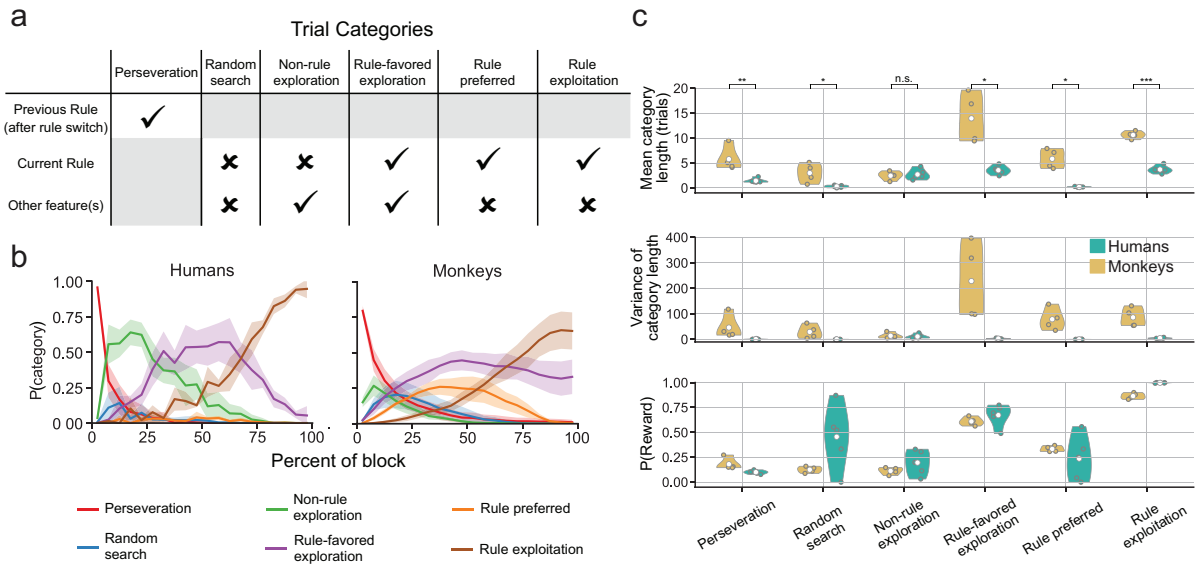 a
Trial Categories
Perseveration
Random
search
Non-rule
exploration
Rule-favored
exploration
Rule
preferred
Rule
exploitation
Previous Rule
(after rule switch)
Current Rule
Other feature(s)
b
Humans
Monkeys
P(category)
1.00
0.75
0.50
0.25
0
0 25 50 75 100
0 25 50 75 100
Percent of block
Perseveration
Non-rule
exploration
Rule preferred
Random
search
Rule-favored
exploration
Rule exploitation
c
** * n.s. * * ***
Mean category
length (trials)
20
15
10
5
0
Variance of
category length
400
300
200
100
0
Humans
Monkeys
P(Reward)
1.00
0.75
0.50
0.25
0.00
Perseveration
Random
search
Non-rule
exploration
Rule-favored
exploration
Rule preferred
Rule
exploitation